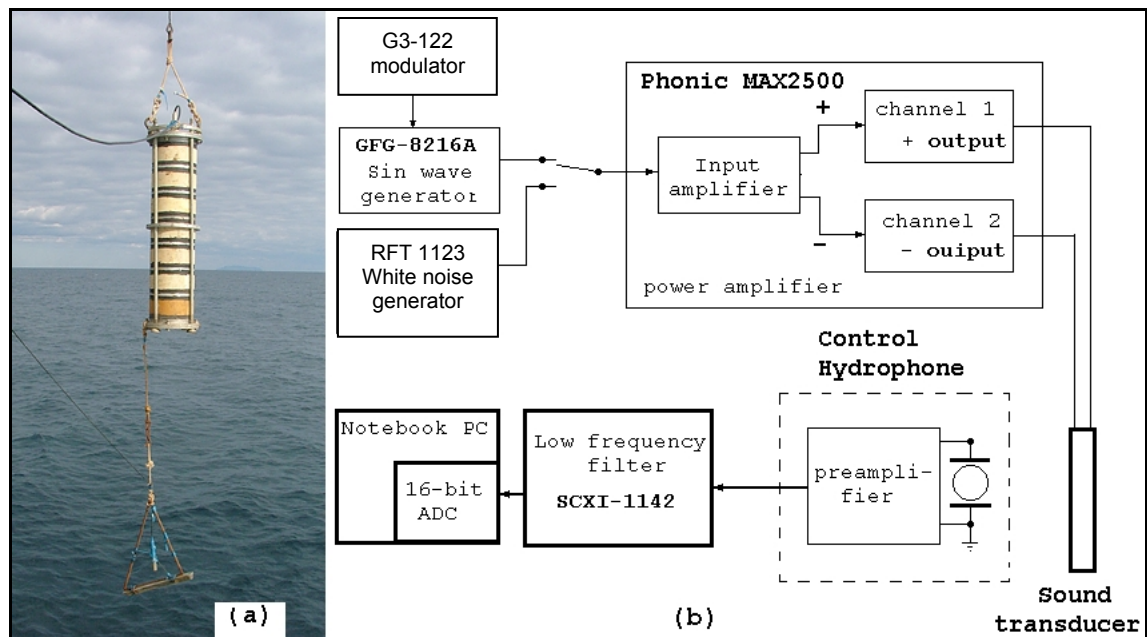 G3-122
modulator
GFG-8216A
Sin wave
generator
RFT 1123
White noise
generator
Phonic MAX2500
Input
amplifier
+
-
channel 1
+ output
channel 2
- ouiput
power amplifier
Control
Hydrophone
Notebook PC
16-bit
ADC
Low frequency
filter
SCXI-1142
preampli-
fier
Sound
transducer
(a)
(b)